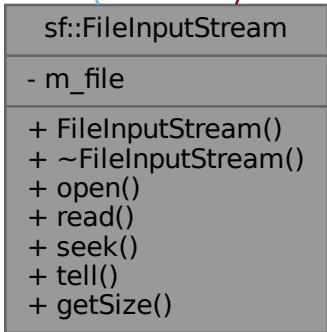 sf::FileInputStream
- m_file
+ FileInputStream()
+ ~FileInputStream()
+ open()
+ read()
+ seek()
+ tell()
+ getSize()